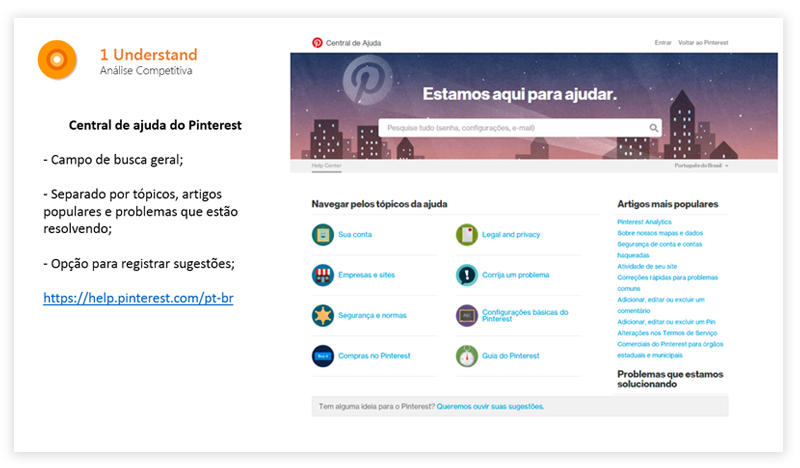 1 Understand
Análise Competitiva
Central de ajuda do Pinterest
- Campo de busca geral;
- Separado por tópicos, artigos
populares e problemas que estão
resolvendo;
- Opção para registrar sugestões;
https://help.pinterest.com/pt-br
Central de Ajuda
Entrar Voltar ao Pinterest
Estamos aqui para ajudar.
Pesquise tudo (senha, configurações, e-mail)
Help Center
Português do Brasil
Navegar pelos tópicos da ajuda
Sua conta
Legal and privacy
Empresas e sites
Corrija um problema
Segurança e normas
Configurações básicas do
Pinterest
Compras no Pinterest
Guia do Pinterest
Artigos mais populares
Pinterest Analytics
Sobre nossos mapas e dados
Segurança de conta e contas
haqueadas
Atividade de seu site
Correções rápidas para problemas
comuns
Adicionar, editar ou excluir um
comentário
Adicionar, editar ou excluir um Pin
Alterações nos Termos de Serviço
Comerciais do Pinterest para órgãos
estaduais e municipais
Problemas que estamos
solucionando
Tem alguma ideia para o Pinterest? Queremos ouvir suas sugestões.